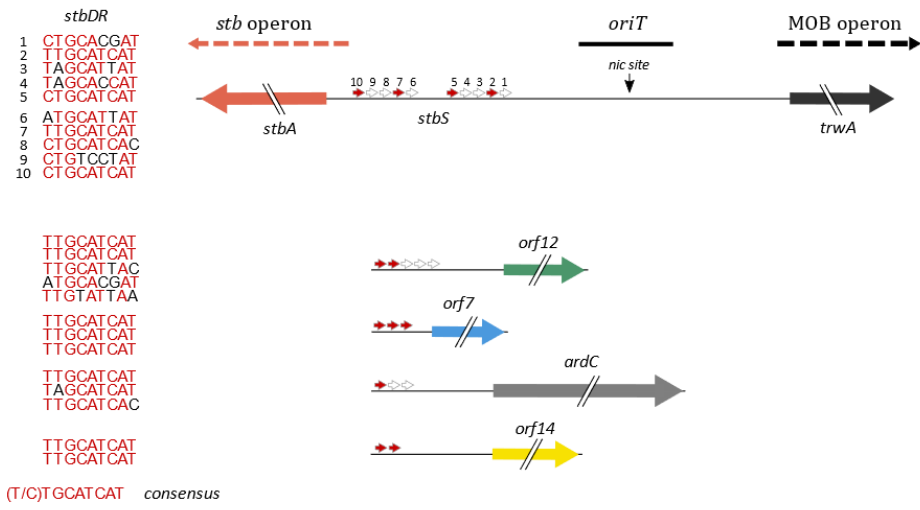 stbDR
stb operon
oriT
MOB operon
1 CTGCACGAT
2 TTGCATCAT
3 TAGCATTAT
4 TAGCACCAT
5 CTGCATCAT
6 ATGCATTAT
7 TTGCATCAT
8 CTGCATCAC
9 CTGTCCTAT
10 CTGCATCAT
nic site
10 9 8 7 6 5 4 3 2 1
stbA
stbS
trwA
TTGCATCAT
TTGCATCAT
TTGCATTAC
ATGCACGAT
TTGTATTAA
orf12
TTGCATCAT
TTGCATCAT
TTGCATCAT
orf7
TTGCATCAT
TAGCATCAT
TTGCATCAC
ardC
TTGCATCAT
TTGCATCAT
orf14
(T/C)TGCATCAT consensus